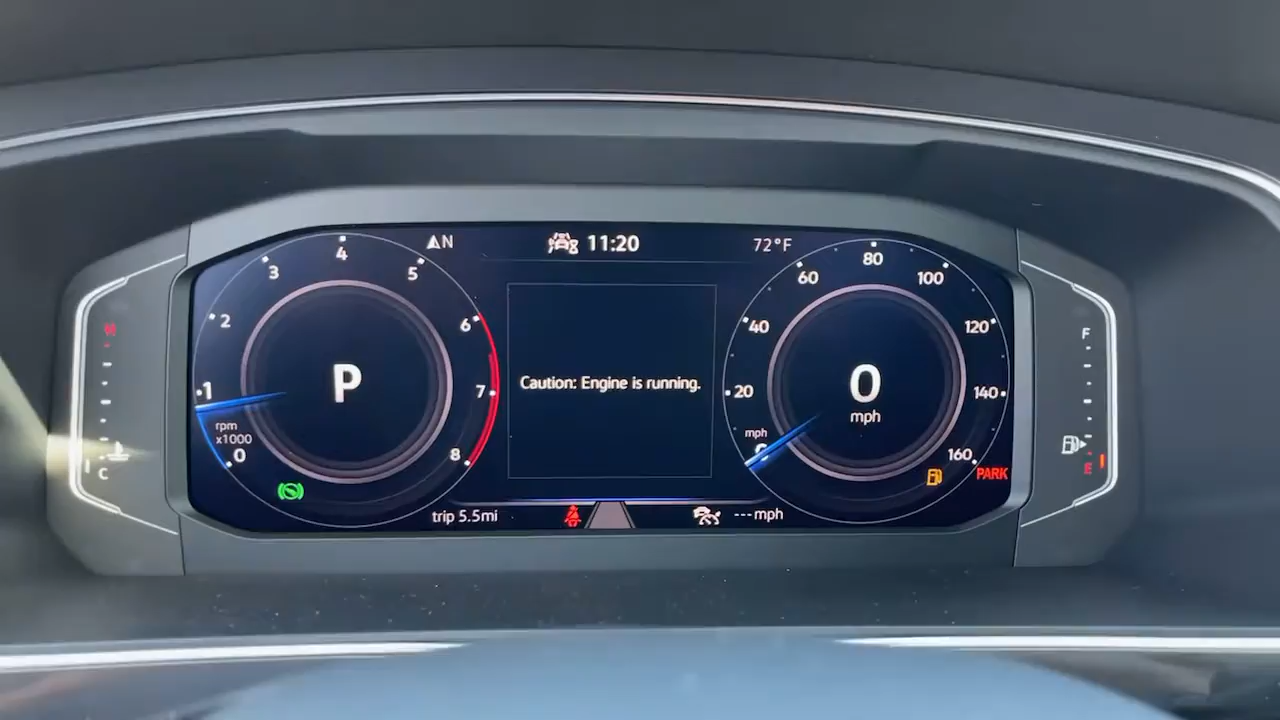 N
11:20
72°F
0
1
2
3
4
5
6
7
8
rpm
x1000
P
Caution: Engine is running.
mph
20
40
60
80
100
120
140
160
0
mph
PARK
trip 5.5mi
---mph
C
F
E